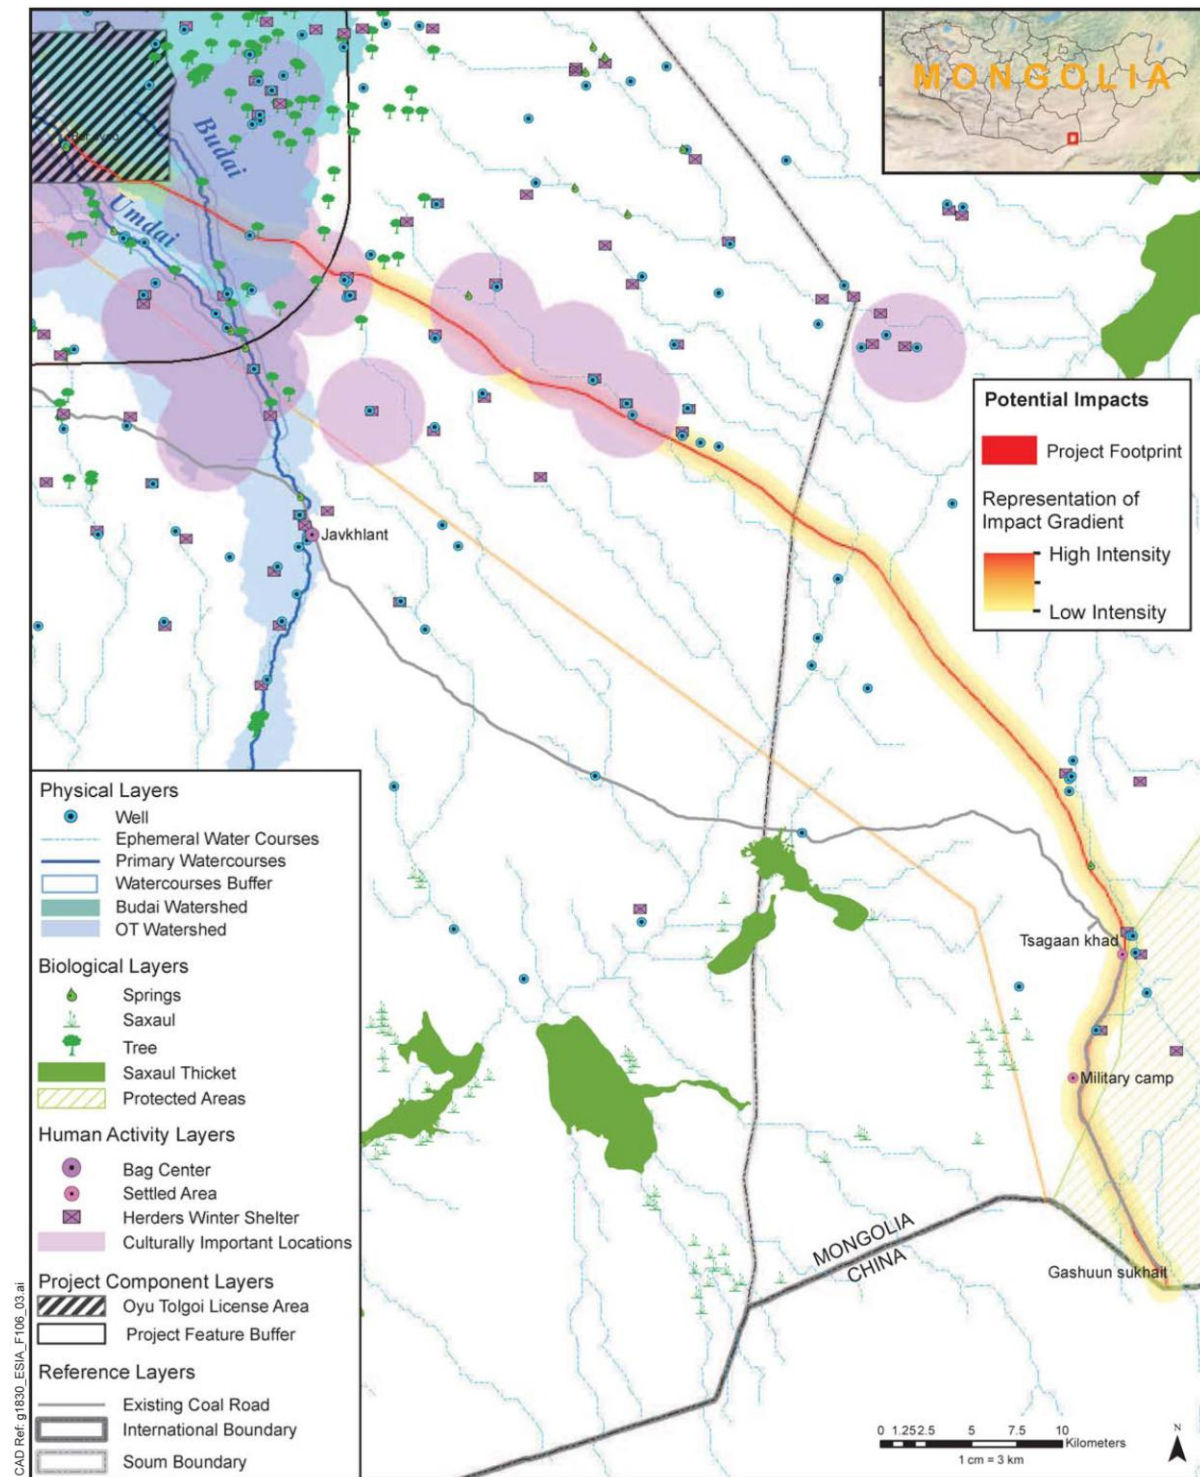 MONGOLIA
Budai
Umdai
Potential Impacts
Project Footprint
Representation of
Impact Gradient
High Intensity
Low Intensity
Javkhlant
Physical Layers
Well
Ephemeral Water Courses
Primary Watercourses
Watercourses Buffer
Budai Watershed
OT Watershed
Biological Layers
Springs
Saxaul
Tree
Saxaul Thicket
Protected Areas
Human Activity Layers
Bag Center
Settled Area
Herders Winter Shelter
Culturally Important Locations
Project Component Layers
Oyu Tolgoi License Area
Project Feature Buffer
Reference Layers
Existing Coal Road
International Boundary
Soum Boundary
Tsagaan khad
Military camp
MONGOLIA
CHINA
Gashuun sukhait
0 1.25 2.5 5 7.5 10
Kilometers
1 cm = 3 km
N
CAD Ref: g1830_ESIA_F106_03.ai